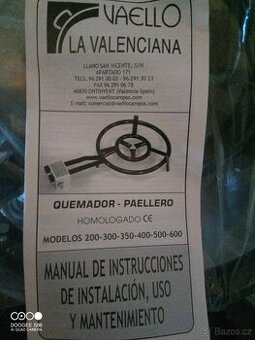 VAELLO
LA VALENCIANA
LLANO SAN VICENTE, S/N
APARTADO 171
TELS. 96 291 30 03 - 96 291 30 23
FAX 96 291 06 78
46870 ONTINYENT (Valencia-Spain)
www.vaellocampos.com
E-mail: comercial@vaellocampos.com
QUEMADOR - PAELLERO
HOMOLOGADO CE
MODELOS 200-300-350-400-500-600
MANUAL DE INSTRUCCIONES
DE INSTALACIÓN, USO
Y MANTENIMIENTO
DOOGEE S96
AI QUAD CAMERA
Bazoš.cz